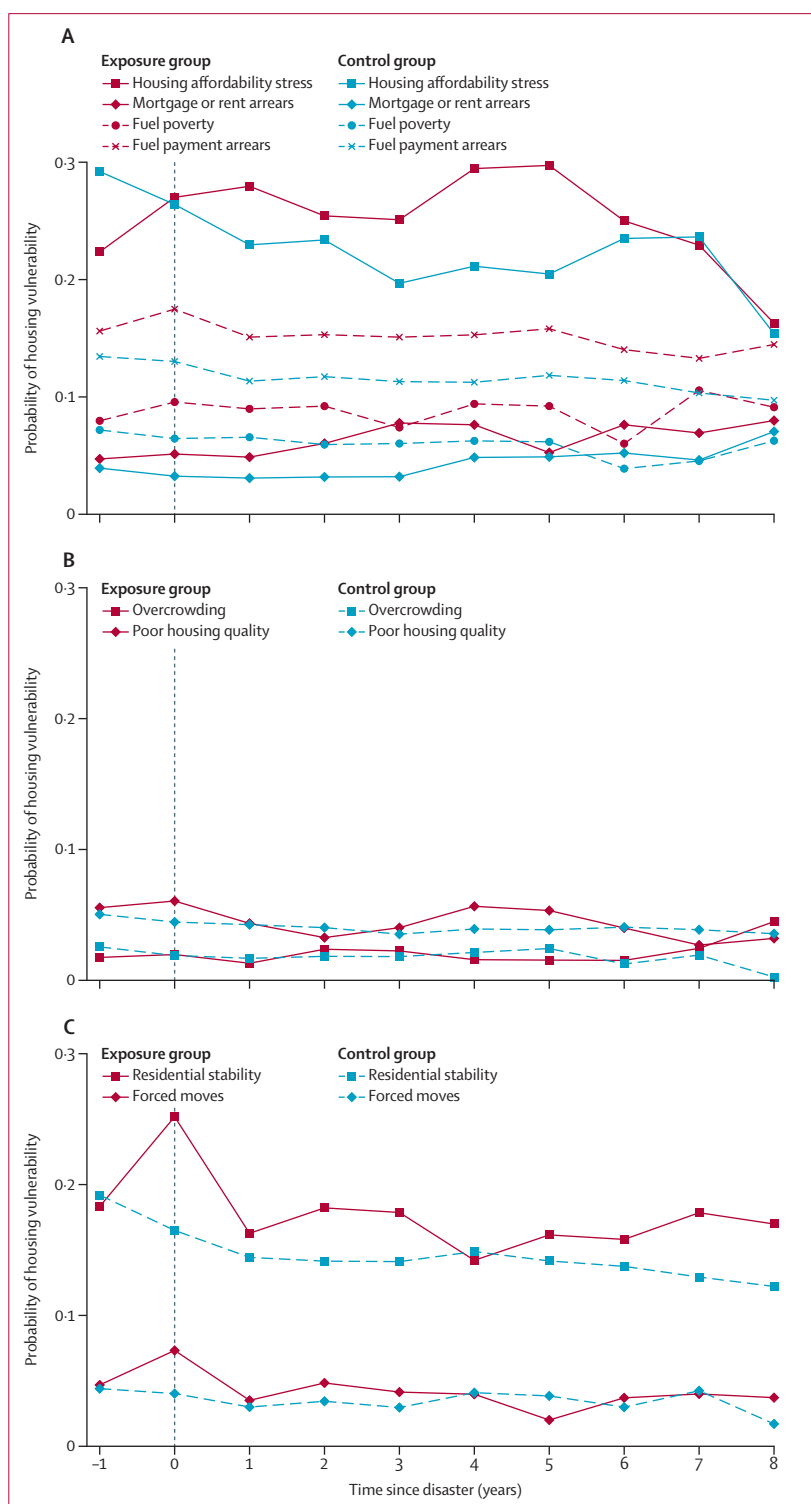 A
Exposure group Control group
Housing affordability stress Housing affordability stress
Mortgage or rent arrears Mortgage or rent arrears
Fuel poverty Fuel poverty
Fuel payment arrears Fuel payment arrears
0·3
0·2
0·1
0
Probability of housing vulnerability
B
0·3
Exposure group Control group
Overcrowding Overcrowding
Poor housing quality Poor housing quality
0·2
0·1
0
Probability of housing vulnerability
C
0·3
Exposure group Control group
Residential stability Residential stability
Forced moves Forced moves
0·2
0·1
0
Probability of housing vulnerability
–1 0 1 2 3 4 5 6 7 8
Time since disaster (years)